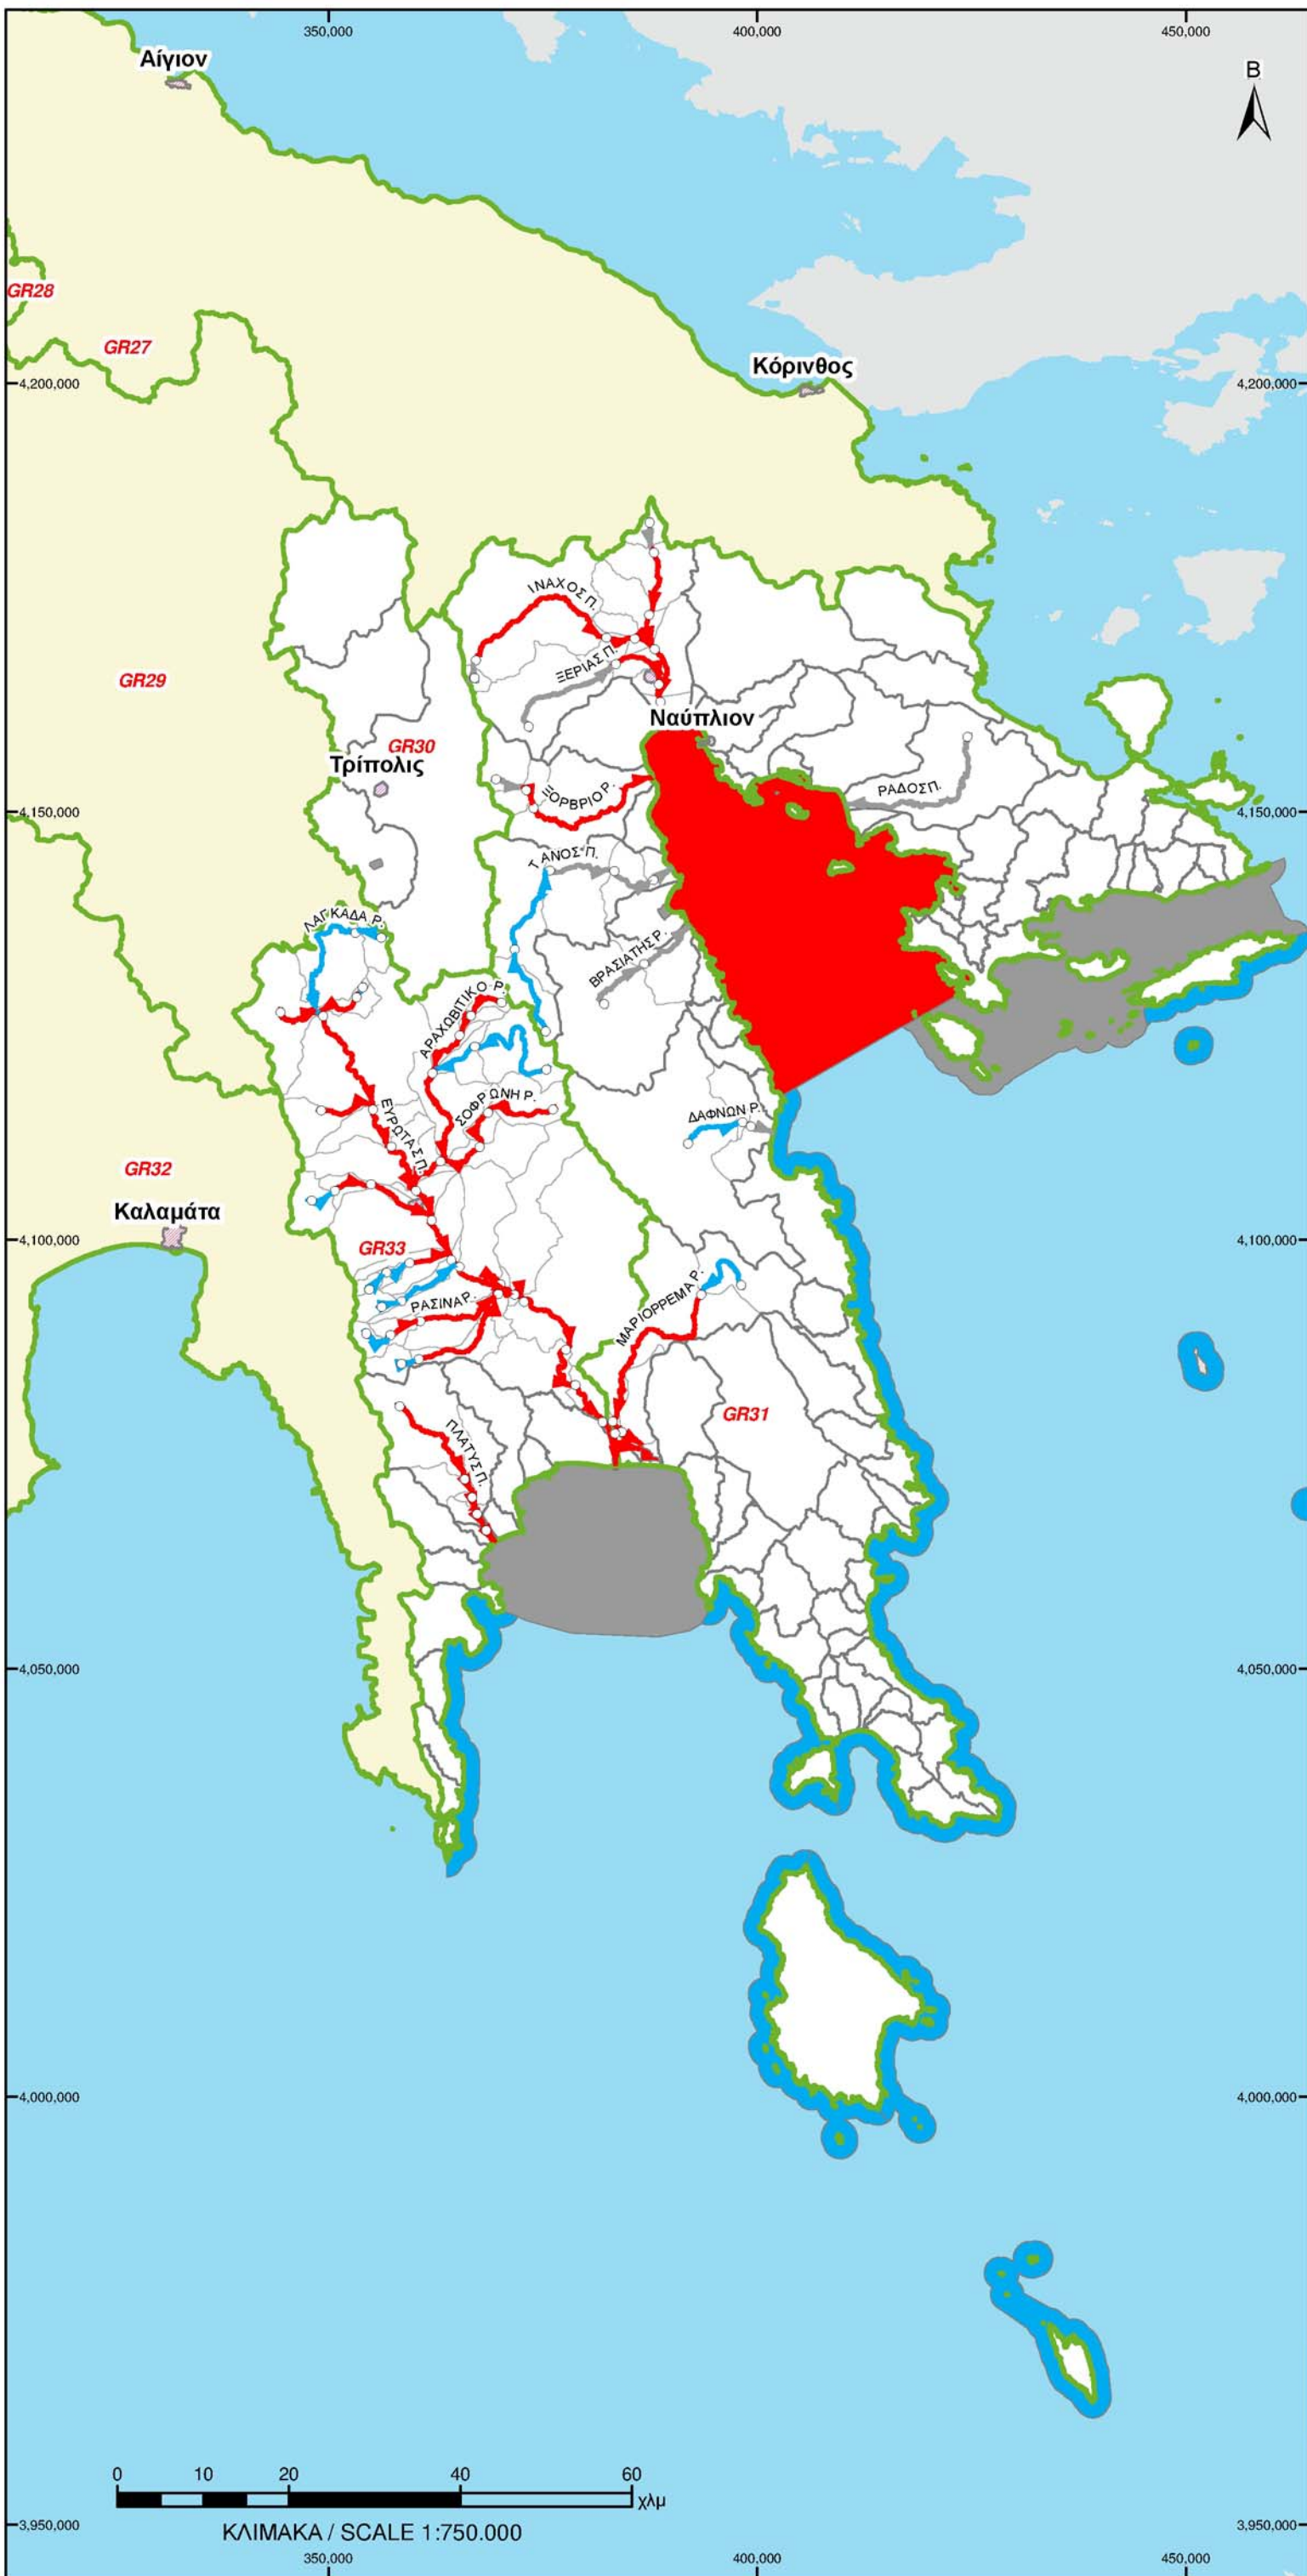 350,000
400,000
450,000
Αίγιον
Β
GR28
GR27
Κόρινθος
4,200,000
4,200,000
ΙΝΑΧΟΣ Π.
ΞΕΡΙΑΣ Π.
GR29
Ναύπλιον
GR30
Τρίπολις
ΞΟΡΒΡΙΟ Ρ.
ΡΑΔΟΣ Π.
4,150,000
4,150,000
ΤΑΝΟΣ Π.
ΛΑΓΚΑΔΑ Ρ.
ΒΡΑΣΙΑΤΗΣ Ρ.
ΑΡΑΧΩΒΙΤΙΚΟ Ρ.
ΣΟΦΡΩΝΗ Ρ.
ΕΥΡΩΤΑΣ Π.
ΔΑΦΝΩΝ Ρ.
GR32
Καλαμάτα
4,100,000
4,100,000
GR33
ΡΑΣΙΝΑ Ρ.
ΜΑΡΙΟΡΡΕΜΑ Ρ.
GR31
ΠΛΑΤΥΣ Π.
4,050,000
4,050,000
4,000,000
4,000,000
0 10 20 40 60
χλμ
ΚΛΙΜΑΚΑ / SCALE 1:750.000
3,950,000
3,950,000
350,000
400,000
450,000